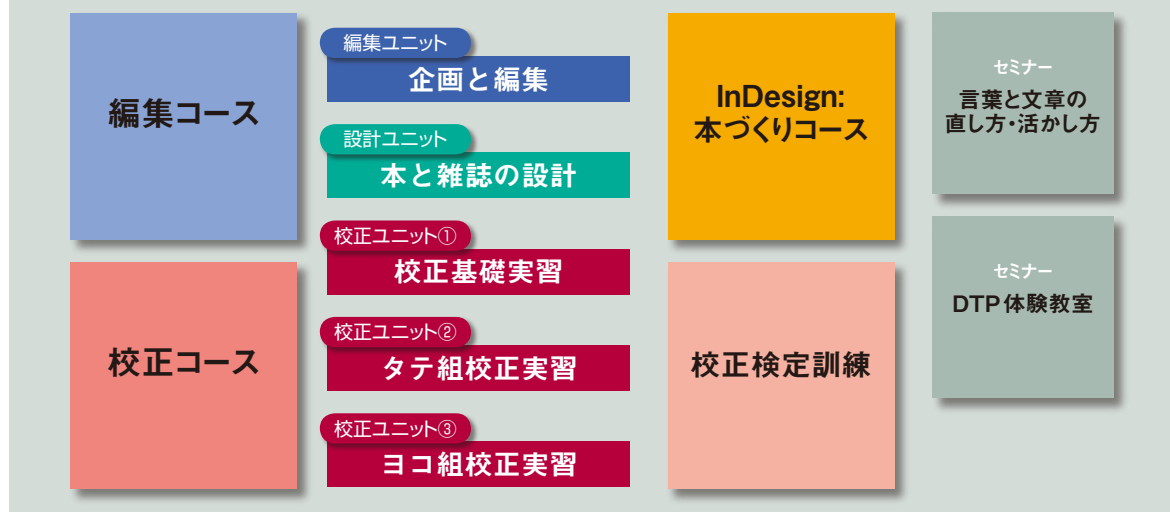 編集コース
校正コース
編集ユニット
企画と編集
設計ユニット
本と雑誌の設計
校正ユニット①
校正基礎実習
校正ユニット②
タテ組校正実習
校正ユニット③
ヨコ組校正実習
InDesign:
本づくりコース
校正検定訓練
セミナー
言葉と文章の
直し方・活かし方
セミナー
DTP体験教室